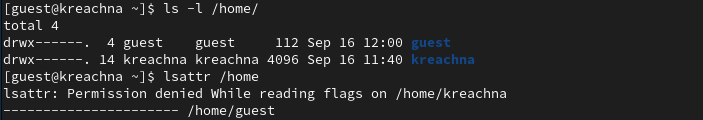 [guest@kreachna ~]$ ls -l /home/
total 4
drwx------.  4 guest    guest     112 Sep 16 12:00 guest
drwx------. 14 kreachna kreachna 4096 Sep 16 11:40 kreachna
[guest@kreachna ~]$ lsattr /home
lsattr: Permission denied While reading flags on /home/kreachna
---------------------- /home/guest